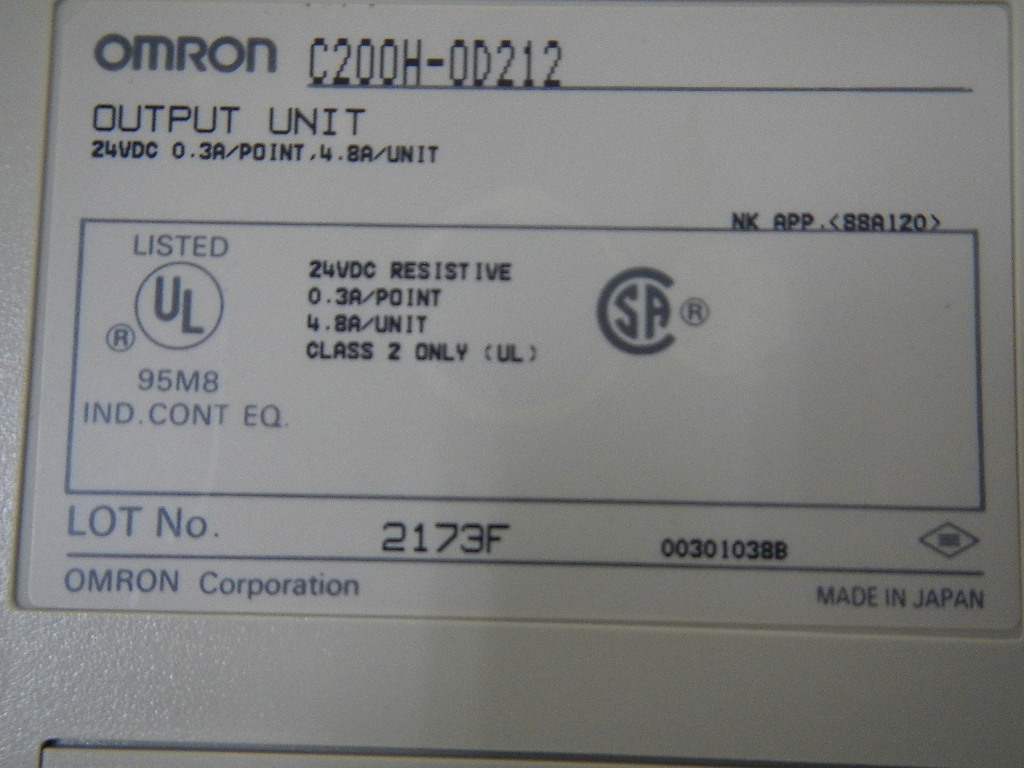 OMRON C200H-OD212
OUTPUT UNIT
24VDC 0.3A/POINT,4.8A/UNIT
NK APP.<88A120>
LISTED
UL
®
95M8
IND. CONT EQ.
24VDC RESISTIVE
0.3A/POINT
4.8A/UNIT
CLASS 2 ONLY (UL)
SA ®
LOT No. 2173F 00301038B
OMRON Corporation MADE IN JAPAN